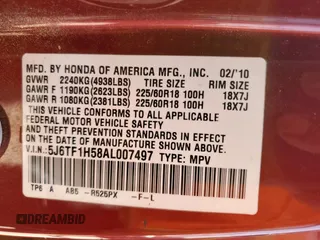 MFD. BY HONDA OF AMERICA MFG., INC. 02/'10
GVWR 2240KG(4938LBS) TIRE SIZE RIM SIZE
GAWR F 1190KG(2623LBS) 225/60R18 100H 18X7J
GAWR R 1080KG(2381LBS) 225/60R18 100H 18X7J
THIS VEHICLE CONFORMS TO ALL APPLICABLE FEDERAL MOTOR
VEHICLE SAFETY AND THEFT PREVENTION STANDARDS IN
EFFECT ON THE DATE OF MANUFACTURE SHOWN ABOVE.
V.I.N.: 5J6TF1H58AL007497 TYPE: MPV
TP6 A A85 -R525PX -F-L
DREAMBID